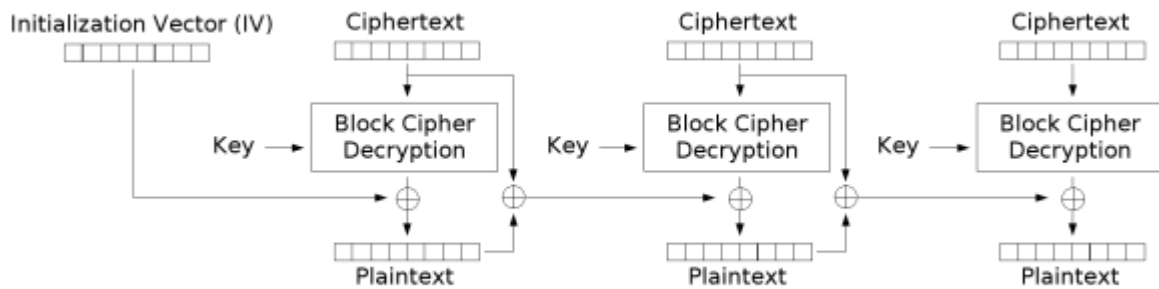 Initialization Vector (IV)
Ciphertext
Ciphertext
Ciphertext
Key
Block Cipher
Decryption
Key
Block Cipher
Decryption
Key
Block Cipher
Decryption
Plaintext
Plaintext
Plaintext